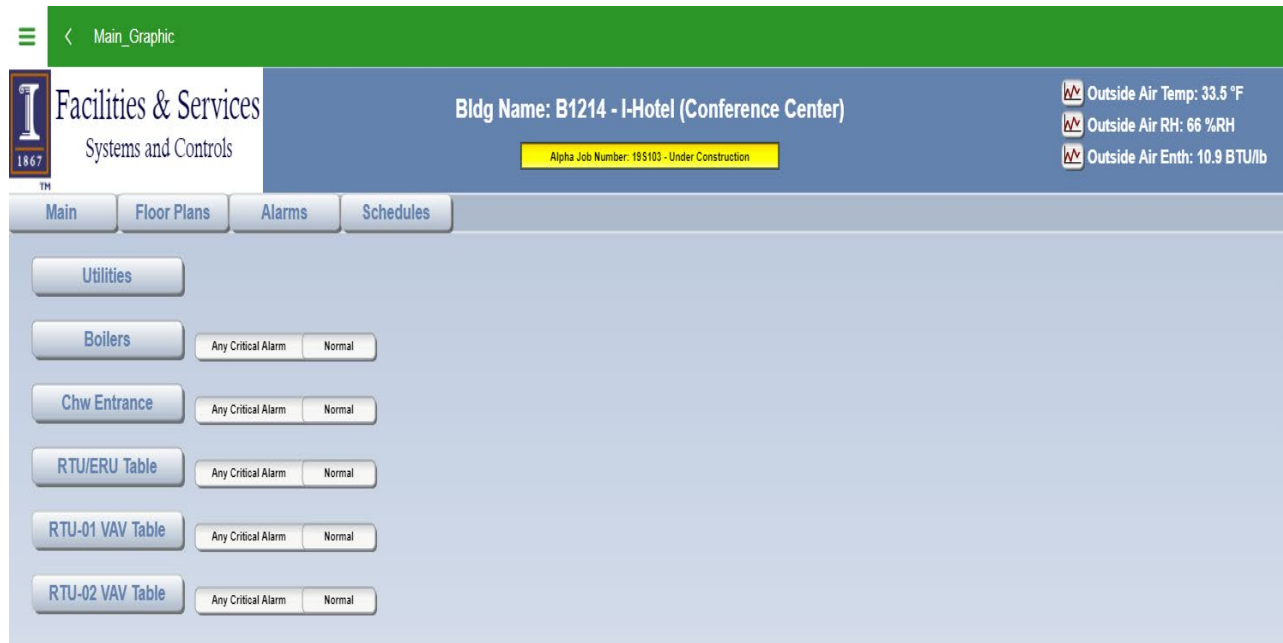 Main_Graphic
I
1867
TM
Facilities & Services
Systems and Controls
Bldg Name: B1214 - I-Hotel (Conference Center)
Alpha Job Number: 19S103 - Under Construction
Outside Air Temp: 33.5 °F
Outside Air RH: 66 %RH
Outside Air Enth: 10.9 BTU/lb
Main Floor Plans Alarms Schedules
Utilities
Boilers Any Critical Alarm Normal
Chw Entrance Any Critical Alarm Normal
RTU/ERU Table Any Critical Alarm Normal
RTU-01 VAV Table Any Critical Alarm Normal
RTU-02 VAV Table Any Critical Alarm Normal